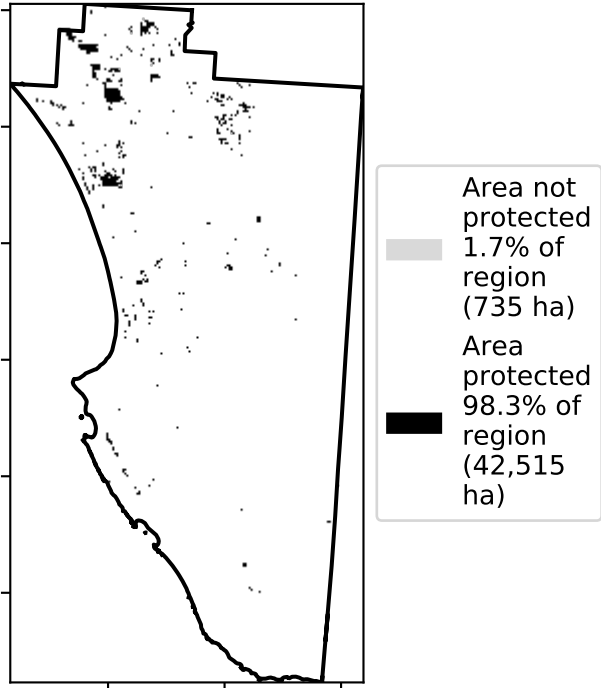 Area not
protected
1.7% of
region
(735 ha)
Area
protected
98.3% of
region
(42,515
ha)